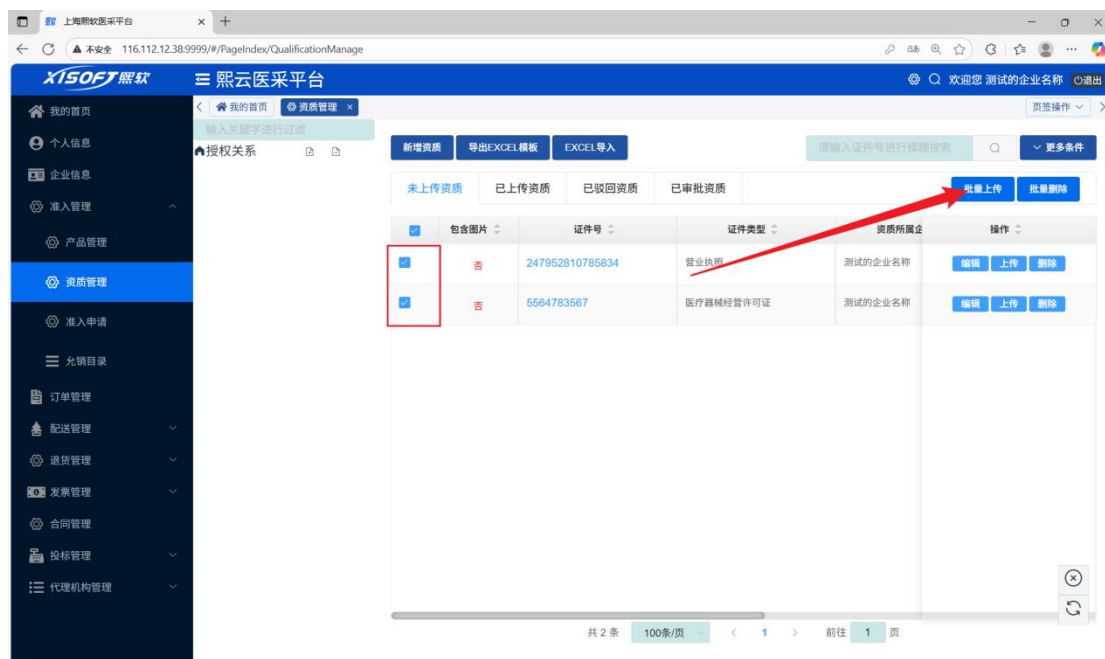 上海熙软医采平台
不安全 116.112.12.38:9999/#/PageIndex/QualificationManage
XISOFT熙软
熙云医采平台
欢迎您 测试的企业名称
退出
我的首页
个人信息
企业信息
准入管理
产品管理
资质管理
准入申请
允销目录
订单管理
配送管理
退货管理
发票管理
合同管理
投标管理
代理机构管理
我的首页 资质管理 ×
页签操作
输入关键字进行过滤
授权关系
新增资质 导出EXCEL模板 EXCEL导入 请输入证件号进行模糊搜索 更多条件
未上传资质 已上传资质 已驳回资质 已审批资质 批量上传 批量删除
包含图片 证件号 证件类型 资质所属企 操作
否 247952810785834 营业执照 测试的企业名称 编辑 上传 删除
否 5564783567 医疗器械经营许可证 测试的企业名称 编辑 上传 删除
共 2 条 100条/页 < 1 > 前往 1 页